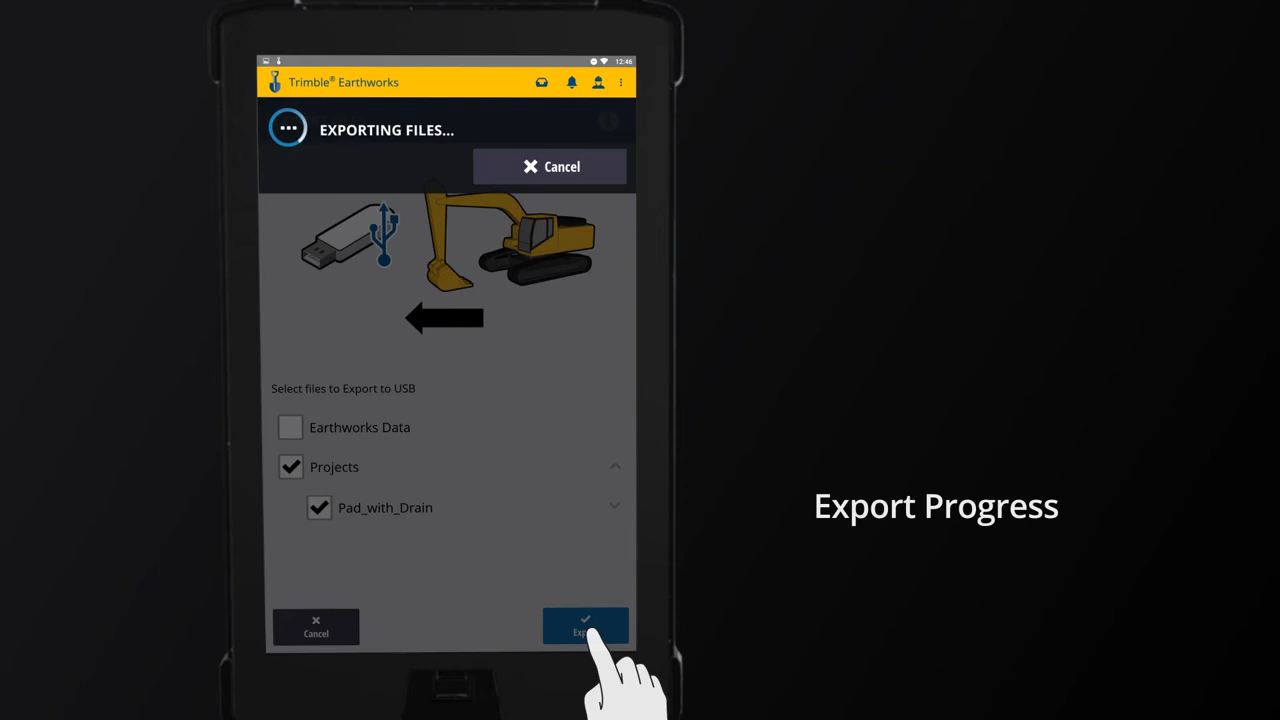 12:46
Trimble® Earthworks
EXPORTING FILES...
Cancel
Select files to Export to USB
Earthworks Data
Projects
Pad_with_Drain
Export Progress
Cancel